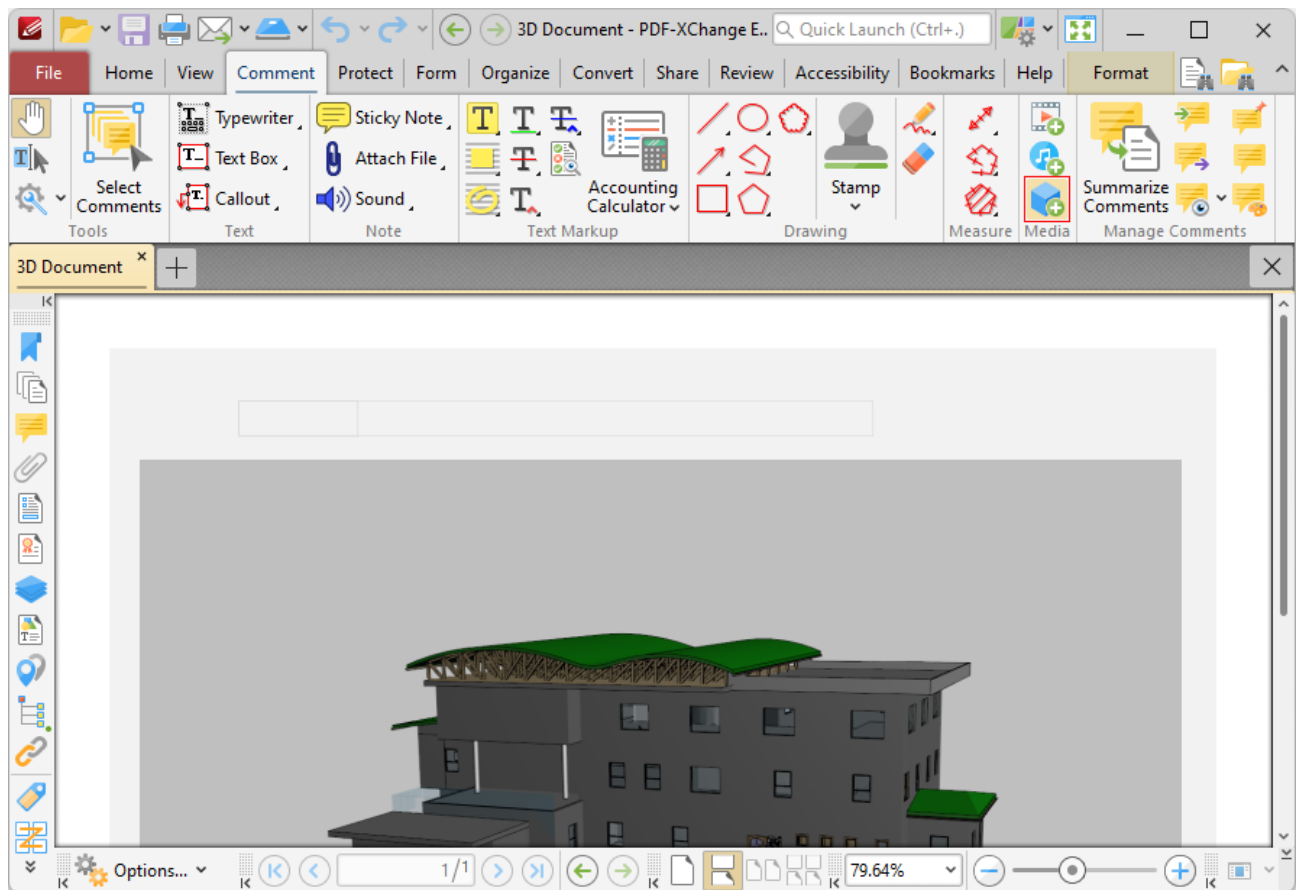 3D Document - PDF-XChange E..
Quick Launch (Ctrl+.)
File Home View Comment Protect Form Organize Convert Share Review Accessibility Bookmarks Help Format
Select Comments
Tools
Typewriter
Text Box
Callout
Text
Sticky Note
Attach File
Sound
Note
Accounting Calculator
Text Markup
Stamp
Drawing
Measure
Media
Summarize Comments
Manage Comments
3D Document
Options...
1/1
79.64%